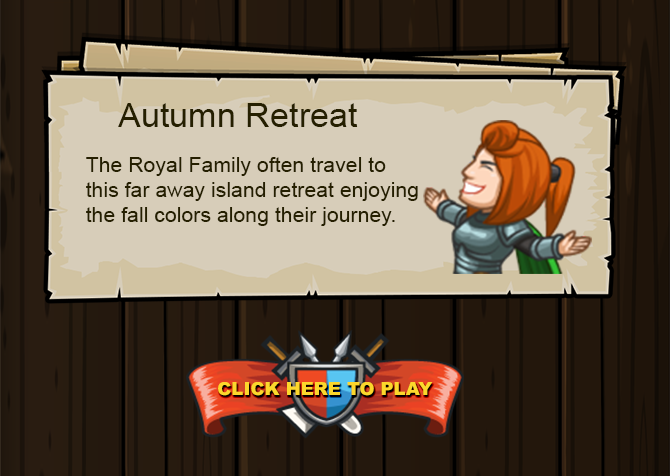 Autumn Retreat
The Royal Family often travel to
this far away island retreat enjoying
the fall colors along their journey.
CLICK HERE TO PLAY